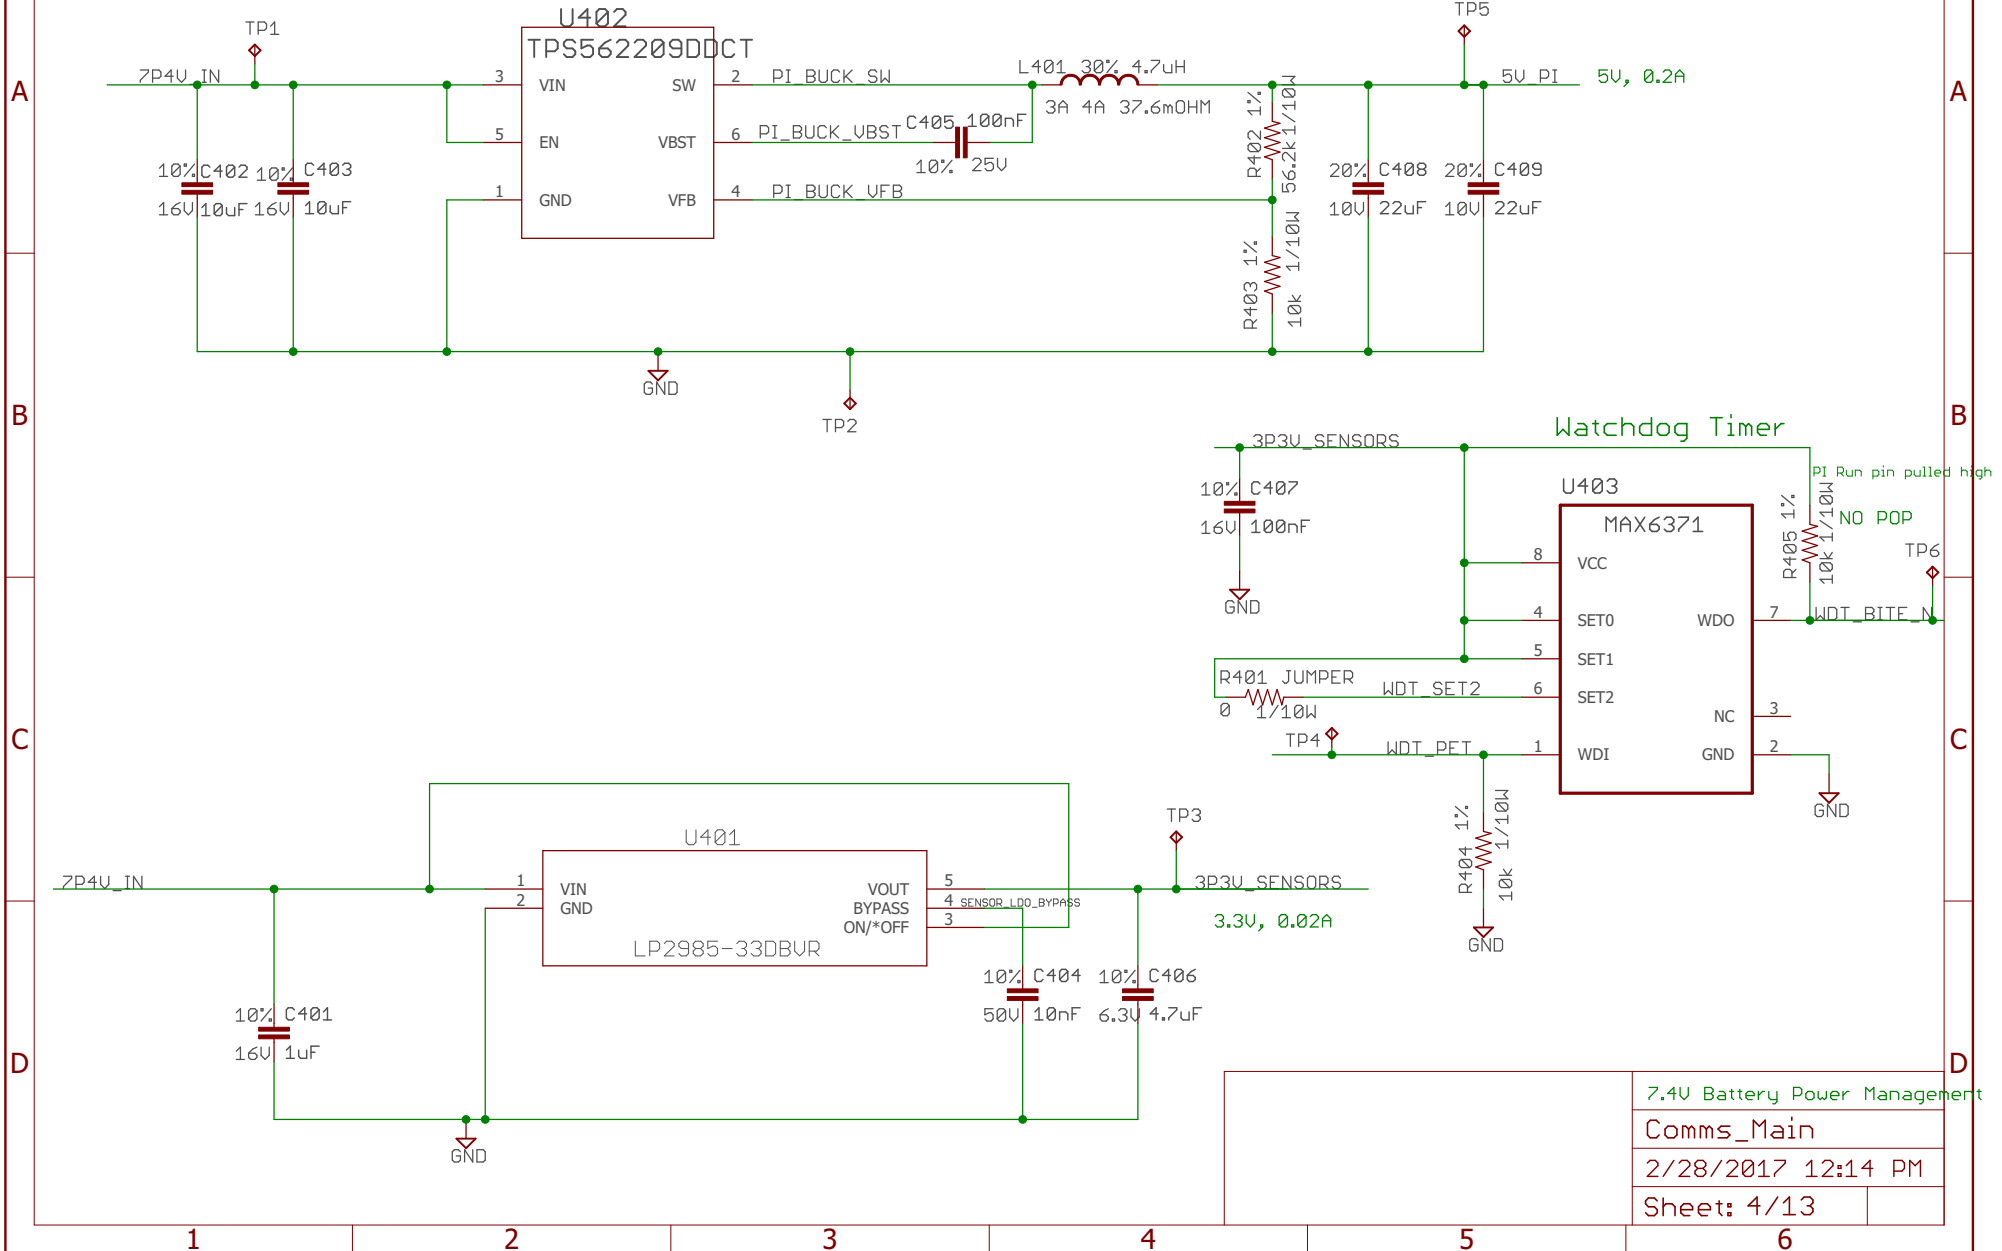 U402
TPS562209DDCT
TP1
7P4V_IN
3 VIN
5 EN
1 GND
SW 2
VBST 6
VFB 4
PI_BUCK_SW
PI_BUCK_VBST
PI_BUCK_VFB
10% C402
16V 10uF
10% C403
16V 10uF
C405 100nF
10% 25V
L401 30% 4.7uH
3A 4A 37.6mOHM
R402 1%
56.2k 1/10W
R403 1%
10k 1/10W
20% C408
10V 22uF
20% C409
10V 22uF
TP5
5V_PI
5V, 0.2A
GND
TP2
A
A
B
B
Watchdog Timer
3P3V_SENSORS
10% C407
16V 100nF
GND
U403
MAX6371
8 VCC
4 SET0
5 SET1
6 SET2
1 WDI
WDO 7
NC 3
GND 2
PI Run pin pulled high
NO POP
R405 1%
10k 1/10W
TP6
WDT_BITE_N
R401 JUMPER
0 1/10W
WDT_SET2
TP4
WDT_PET
R404 1%
10k 1/10W
GND
GND
C
C
U401
LP2985-33DBVR
7P4V_IN
1 VIN
2 GND
VOUT 5
BYPASS 4
ON/*OFF 3
SENSOR_LDO_BYPASS
TP3
3P3V_SENSORS
3.3V, 0.02A
10% C401
16V 1uF
10% C404
50V 10nF
10% C406
6.3V 4.7uF
GND
D
D
7.4V Battery Power Management
Comms_Main
2/28/2017 12:14 PM
Sheet: 4/13
1 2 3 4 5 6